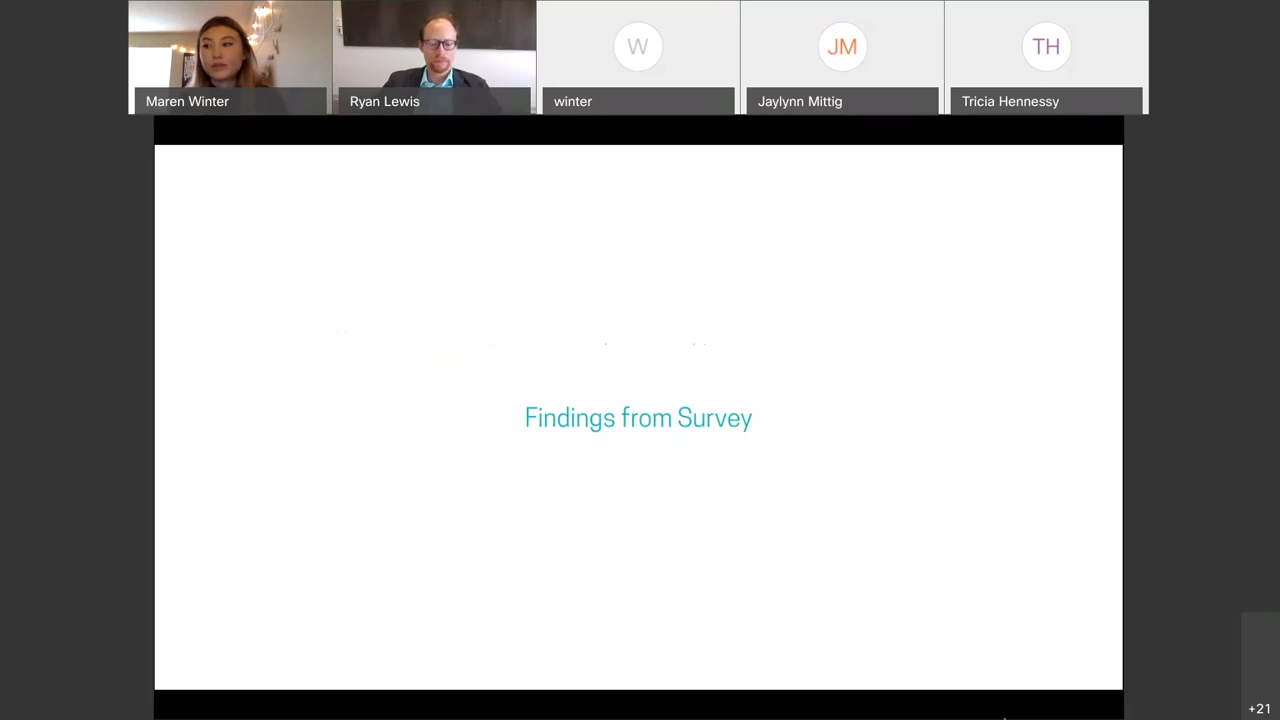 W
JM
TH
Maren Winter
Ryan Lewis
winter
Jaylynn Mittig
Tricia Hennessy
Findings from Survey
+21